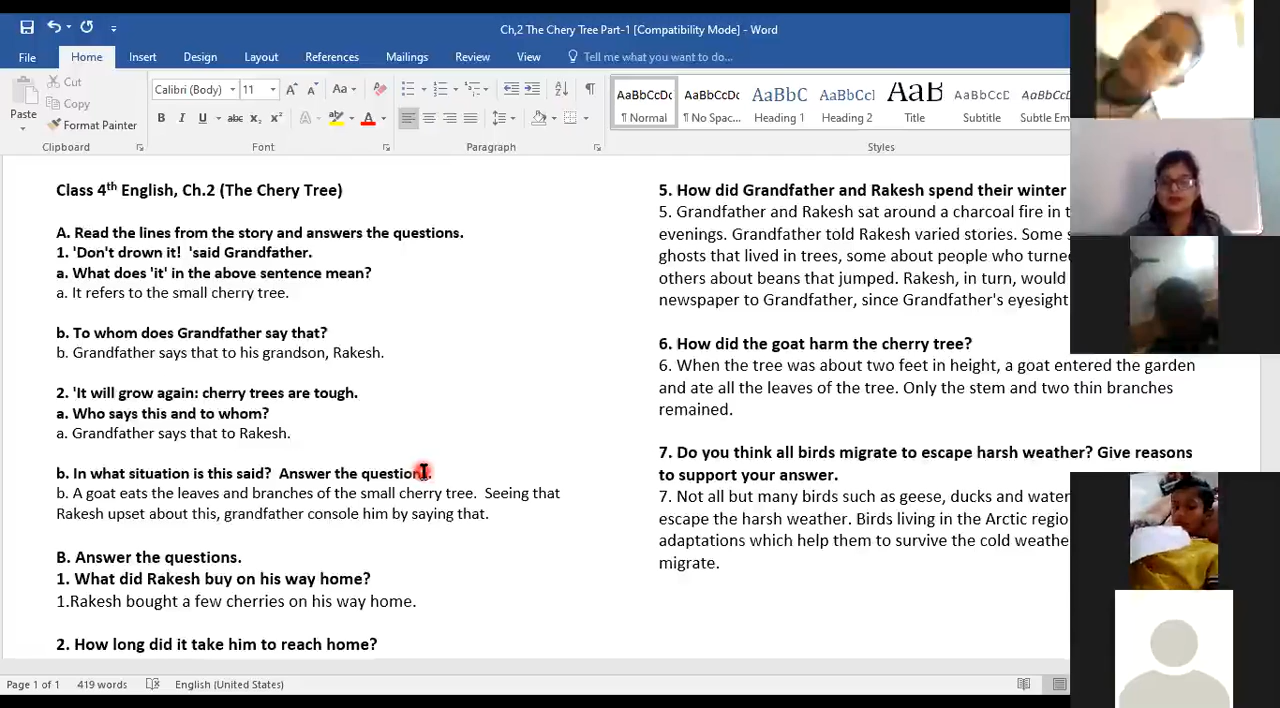 Ch,2 The Chery Tree Part-1 [Compatibility Mode] - Word
File Home Insert Design Layout References Mailings Review View Tell me what you want to do...
Cut
Copy
Format Painter
Paste
Calibri (Body) 11
AaBbCcDc AaBbCcDc AaBbC AaBbCcI AaB AaBbCcD AaBbCcD
¶ Normal ¶ No Spac... Heading 1 Heading 2 Title Subtitle Subtle Em
Clipboard Font Paragraph Styles
Class 4th English, Ch.2 (The Chery Tree)
A. Read the lines from the story and answers the questions.
1. 'Don't drown it! 'said Grandfather.
a. What does 'it' in the above sentence mean?
a. It refers to the small cherry tree.
b. To whom does Grandfather say that?
b. Grandfather says that to his grandson, Rakesh.
2. 'It will grow again: cherry trees are tough.
a. Who says this and to whom?
a. Grandfather says that to Rakesh.
b. In what situation is this said? Answer the question
b. A goat eats the leaves and branches of the small cherry tree. Seeing that
Rakesh upset about this, grandfather console him by saying that.
B. Answer the questions.
1. What did Rakesh buy on his way home?
1.Rakesh bought a few cherries on his way home.
2. How long did it take him to reach home?
5. How did Grandfather and Rakesh spend their winter
5. Grandfather and Rakesh sat around a charcoal fire in
evenings. Grandfather told Rakesh varied stories. Some
ghosts that lived in trees, some about people who turne
others about beans that jumped. Rakesh, in turn, would
newspaper to Grandfather, since Grandfather's eyesight
6. How did the goat harm the cherry tree?
6. When the tree was about two feet in height, a goat entered the garden
and ate all the leaves of the tree. Only the stem and two thin branches
remained.
7. Do you think all birds migrate to escape harsh weather? Give reasons
to support your answer.
7. Not all but many birds such as geese, ducks and water
escape the harsh weather. Birds living in the Arctic regio
adaptations which help them to survive the cold weathe
migrate.
Page 1 of 1 419 words English (United States)